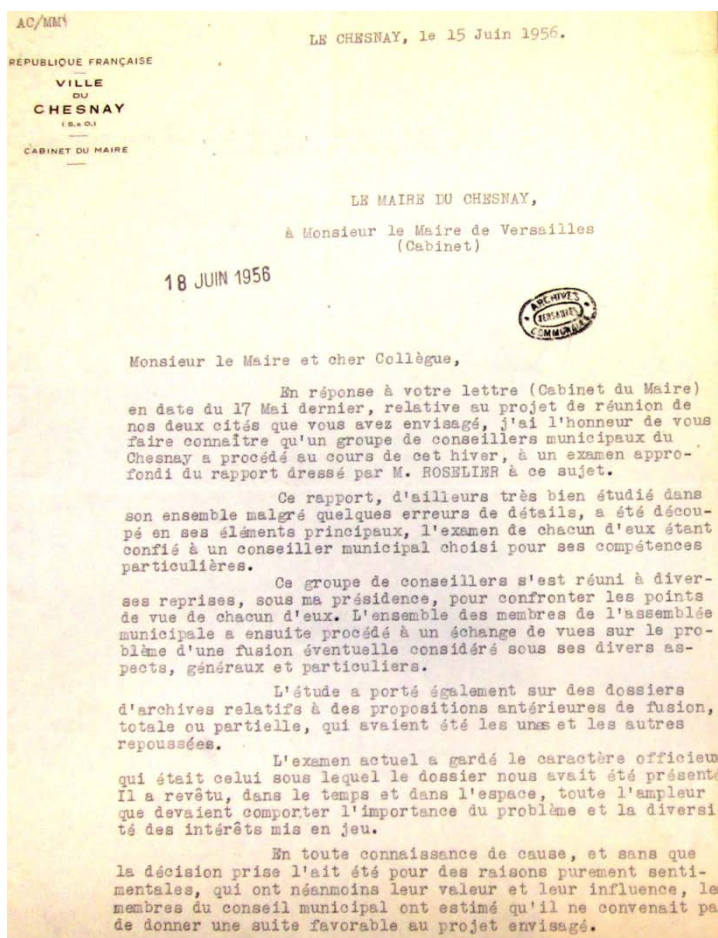 AC/MM
LE CHESNAY, le 15 Juin 1956.
RÉPUBLIQUE FRANÇAISE
VILLE
DU
CHESNAY
(S.& O.)
CABINET DU MAIRE
LE MAIRE DU CHESNAY,
à Monsieur le Maire de Versailles
(Cabinet)
18 JUIN 1956
ARCHIVES
VERSAILLES
COMMUNALES
Monsieur le Maire et cher Collègue,
En réponse à votre lettre (Cabinet du Maire)
en date du 17 Mai dernier, relative au projet de réunion de
nos deux cités que vous avez envisagé, j'ai l'honneur de vous
faire connaître qu'un groupe de conseillers municipaux du
Chesnay a procédé au cours de cet hiver, à un examen appro-
fondi du rapport dressé par M. ROSELIER à ce sujet.
Ce rapport, d'ailleurs très bien étudié dans
son ensemble malgré quelques erreurs de détails, a été décou-
pé en ses éléments principaux, l'examen de chacun d'eux étant
confié à un conseiller municipal choisi pour ses compétences
particulières.
Ce groupe de conseillers s'est réuni à diver-
ses reprises, sous ma présidence, pour confronter les points
de vue de chacun d'eux. L'ensemble des membres de l'assemblée
municipale a ensuite procédé à un échange de vues sur le pro-
blème d'une fusion éventuelle considéré sous ses divers as-
pects, généraux et particuliers.
L'étude a porté également sur des dossiers
d'archives relatifs à des propositions antérieures de fusion,
totale ou partielle, qui avaient été les unes et les autres
repoussées.
L'examen actuel a gardé le caractère officieux
qui était celui sous lequel le dossier nous avait été présenté
Il a revêtu, dans le temps et dans l'espace, toute l'ampleur
que devaient comporter l'importance du problème et la diversi
té des intérêts mis en jeu.
En toute connaissance de cause, et sans que
la décision prise l'ait été pour des raisons purement senti-
mentales, qui ont néanmoins leur valeur et leur influence, le
membres du conseil municipal ont estimé qu'il ne convenait pa
de donner une suite favorable au projet envisagé.